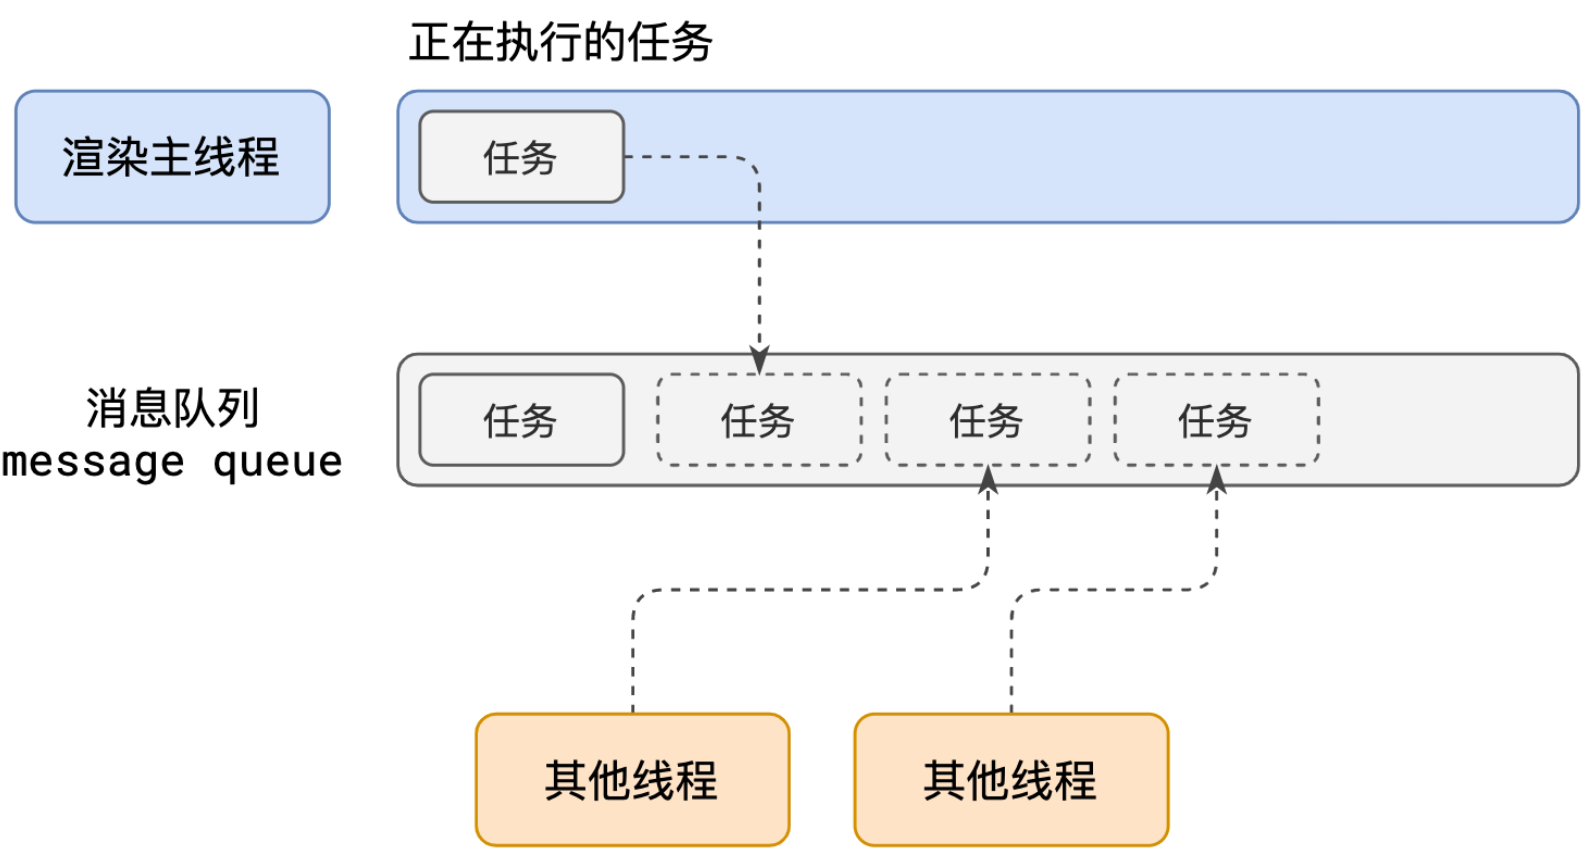 正在执行的任务
渲染主线程
任务
消息队列
message queue
任务
任务
任务
任务
其他线程
其他线程